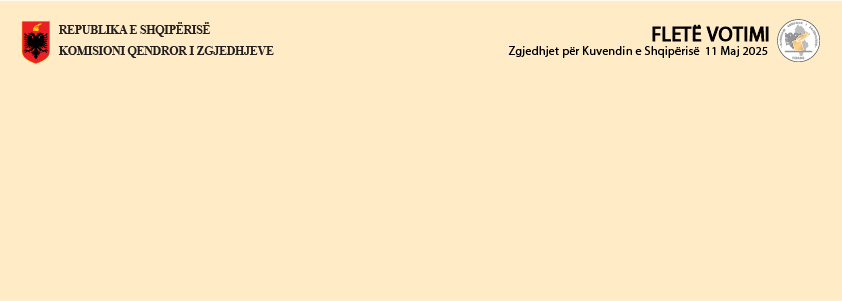 REPUBLIKA E SHQIPËRISË
KOMISIONI QENDROR I ZGJEDHJEVE
FLETË VOTIMI
Zgjedhjet për Kuvendin e Shqipërisë 11 Maj 2025